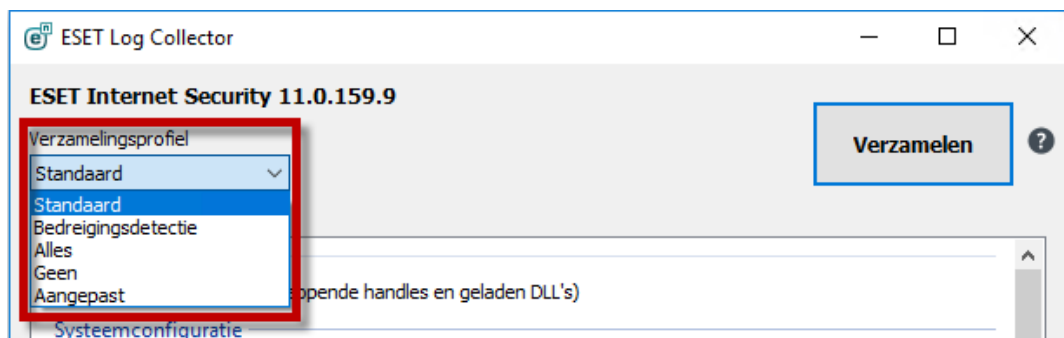 ESET Log Collector
ESET Internet Security 11.0.159.9
Verzamelingsprofiel
Verzamelen
Standaard
Standaard
Bedreigingsdetectie
Alles
Geen
Aangepast
handles en geladen DLL's)
Systeemconfiguratie